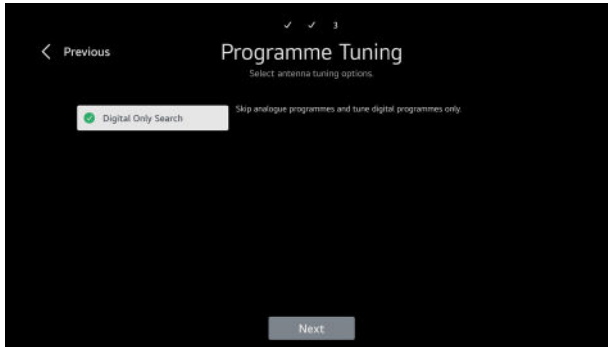 ✓ ✓ 3
Previous
Programme Tuning
Select antenna tuning options.
Digital Only Search
Skip analogue programmes and tune digital programmes only.
Next